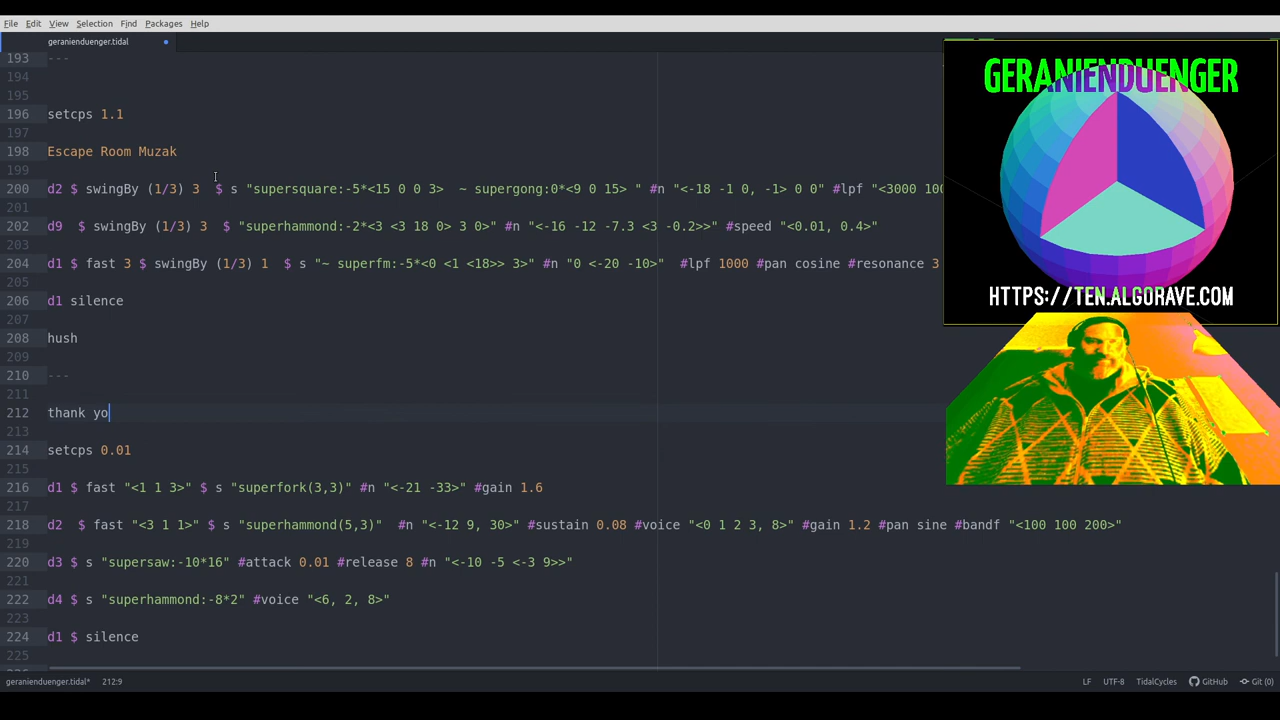 File Edit View Selection Find Packages Help
geranienduenger.tidal
193 ---
194
195
196 setcps 1.1
197
198 Escape Room Muzak
199
200 d2 $ swingBy (1/3) 3  $ s "supersquare:-5*<15 0 0 3>  ~ supergong:0*<9 0 15> " #n "<-18 -1 0, -1> 0 0" #lpf "<3000 100
201
202 d9  $ swingBy (1/3) 3  $ "superhammond:-2*<3 <3 18 0> 3 0>" #n "<-16 -12 -7.3 <3 -0.2>>" #speed "<0.01, 0.4>"
203
204 d1 $ fast 3 $ swingBy (1/3) 1  $ s "~ superfm:-5*<0 <1 <18>> 3>" #n "0 <-20 -10>"  #lpf 1000 #pan cosine #resonance 3
205
206 d1 silence
207
208 hush
209
210 ---
211
212 thank yo
213
214 setcps 0.01
215
216 d1 $ fast "<1 1 3>" $ s "superfork(3,3)" #n "<-21 -33>" #gain 1.6
217
218 d2  $ fast "<3 1 1>" $ s "superhammond(5,3)"  #n "<-12 9, 30>" #sustain 0.08 #voice "<0 1 2 3, 8>" #gain 1.2 #pan sine #bandf "<100 100 200>"
219
220 d3 $ s "supersaw:-10*16" #attack 0.01 #release 8 #n "<-10 -5 <-3 9>>"
221
222 d4 $ s "superhammond:-8*2" #voice "<6, 2, 8>"
223
224 d1 $ silence
225
geranienduenger.tidal* 212:9 LF UTF-8 TidalCycles GitHub Git (0)
GERANIENDUENGER
HTTPS://TEN.ALGORAVE.COM